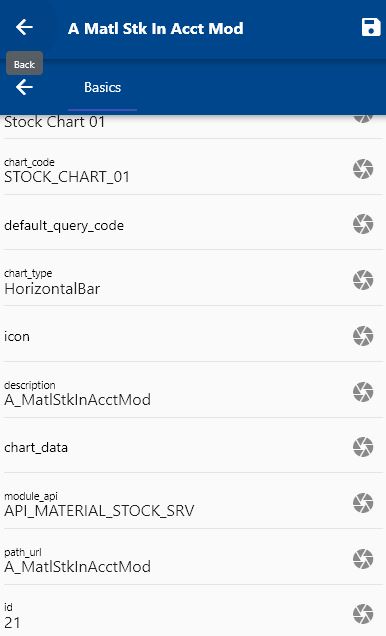 A Matl Stk In Acct Mod
Back
Basics
Stock Chart 01
chart_code
STOCK_CHART_01
default_query_code
chart_type
HorizontalBar
icon
description
A_MatlStkInAcctMod
chart_data
module_api
API_MATERIAL_STOCK_SRV
path_url
A_MatlStkInAcctMod
id
21